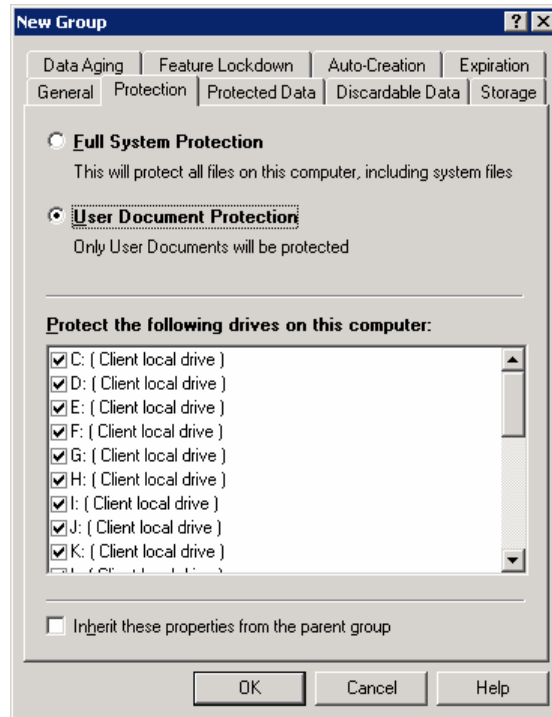 New Group
Data Aging Feature Lockdown Auto-Creation Expiration
General Protection Protected Data Discardable Data Storage
Full System Protection
This will protect all files on this computer, including system files
User Document Protection
Only User Documents will be protected
Protect the following drives on this computer:
C: ( Client local drive )
D: ( Client local drive )
E: ( Client local drive )
F: ( Client local drive )
G: ( Client local drive )
H: ( Client local drive )
I: ( Client local drive )
J: ( Client local drive )
K: ( Client local drive )
Inherit these properties from the parent group
OK Cancel Help